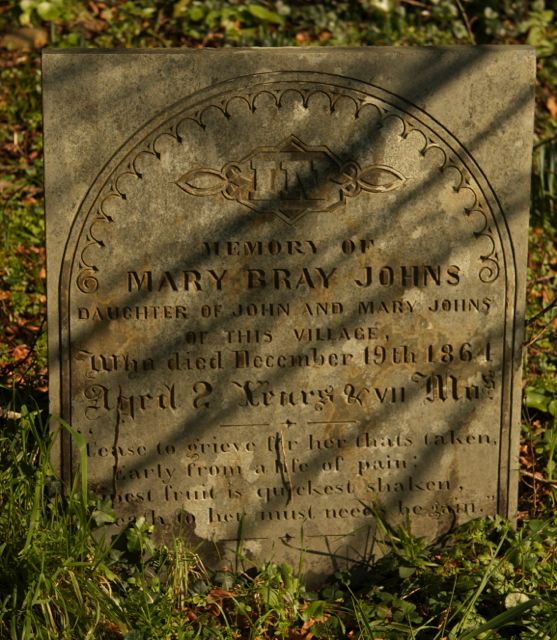 IN
MEMORY OF
MARY BRAY JOHNS
DAUGHTER OF JOHN AND MARY JOHNS
OF THIS VILLAGE,
Who died December 19th 1864
Aged 2 Years & VII Mos
Cease to grieve for her thats taken,
Early from a life of pain:
est fruit is quickest shaken,
to her must needs be gain.